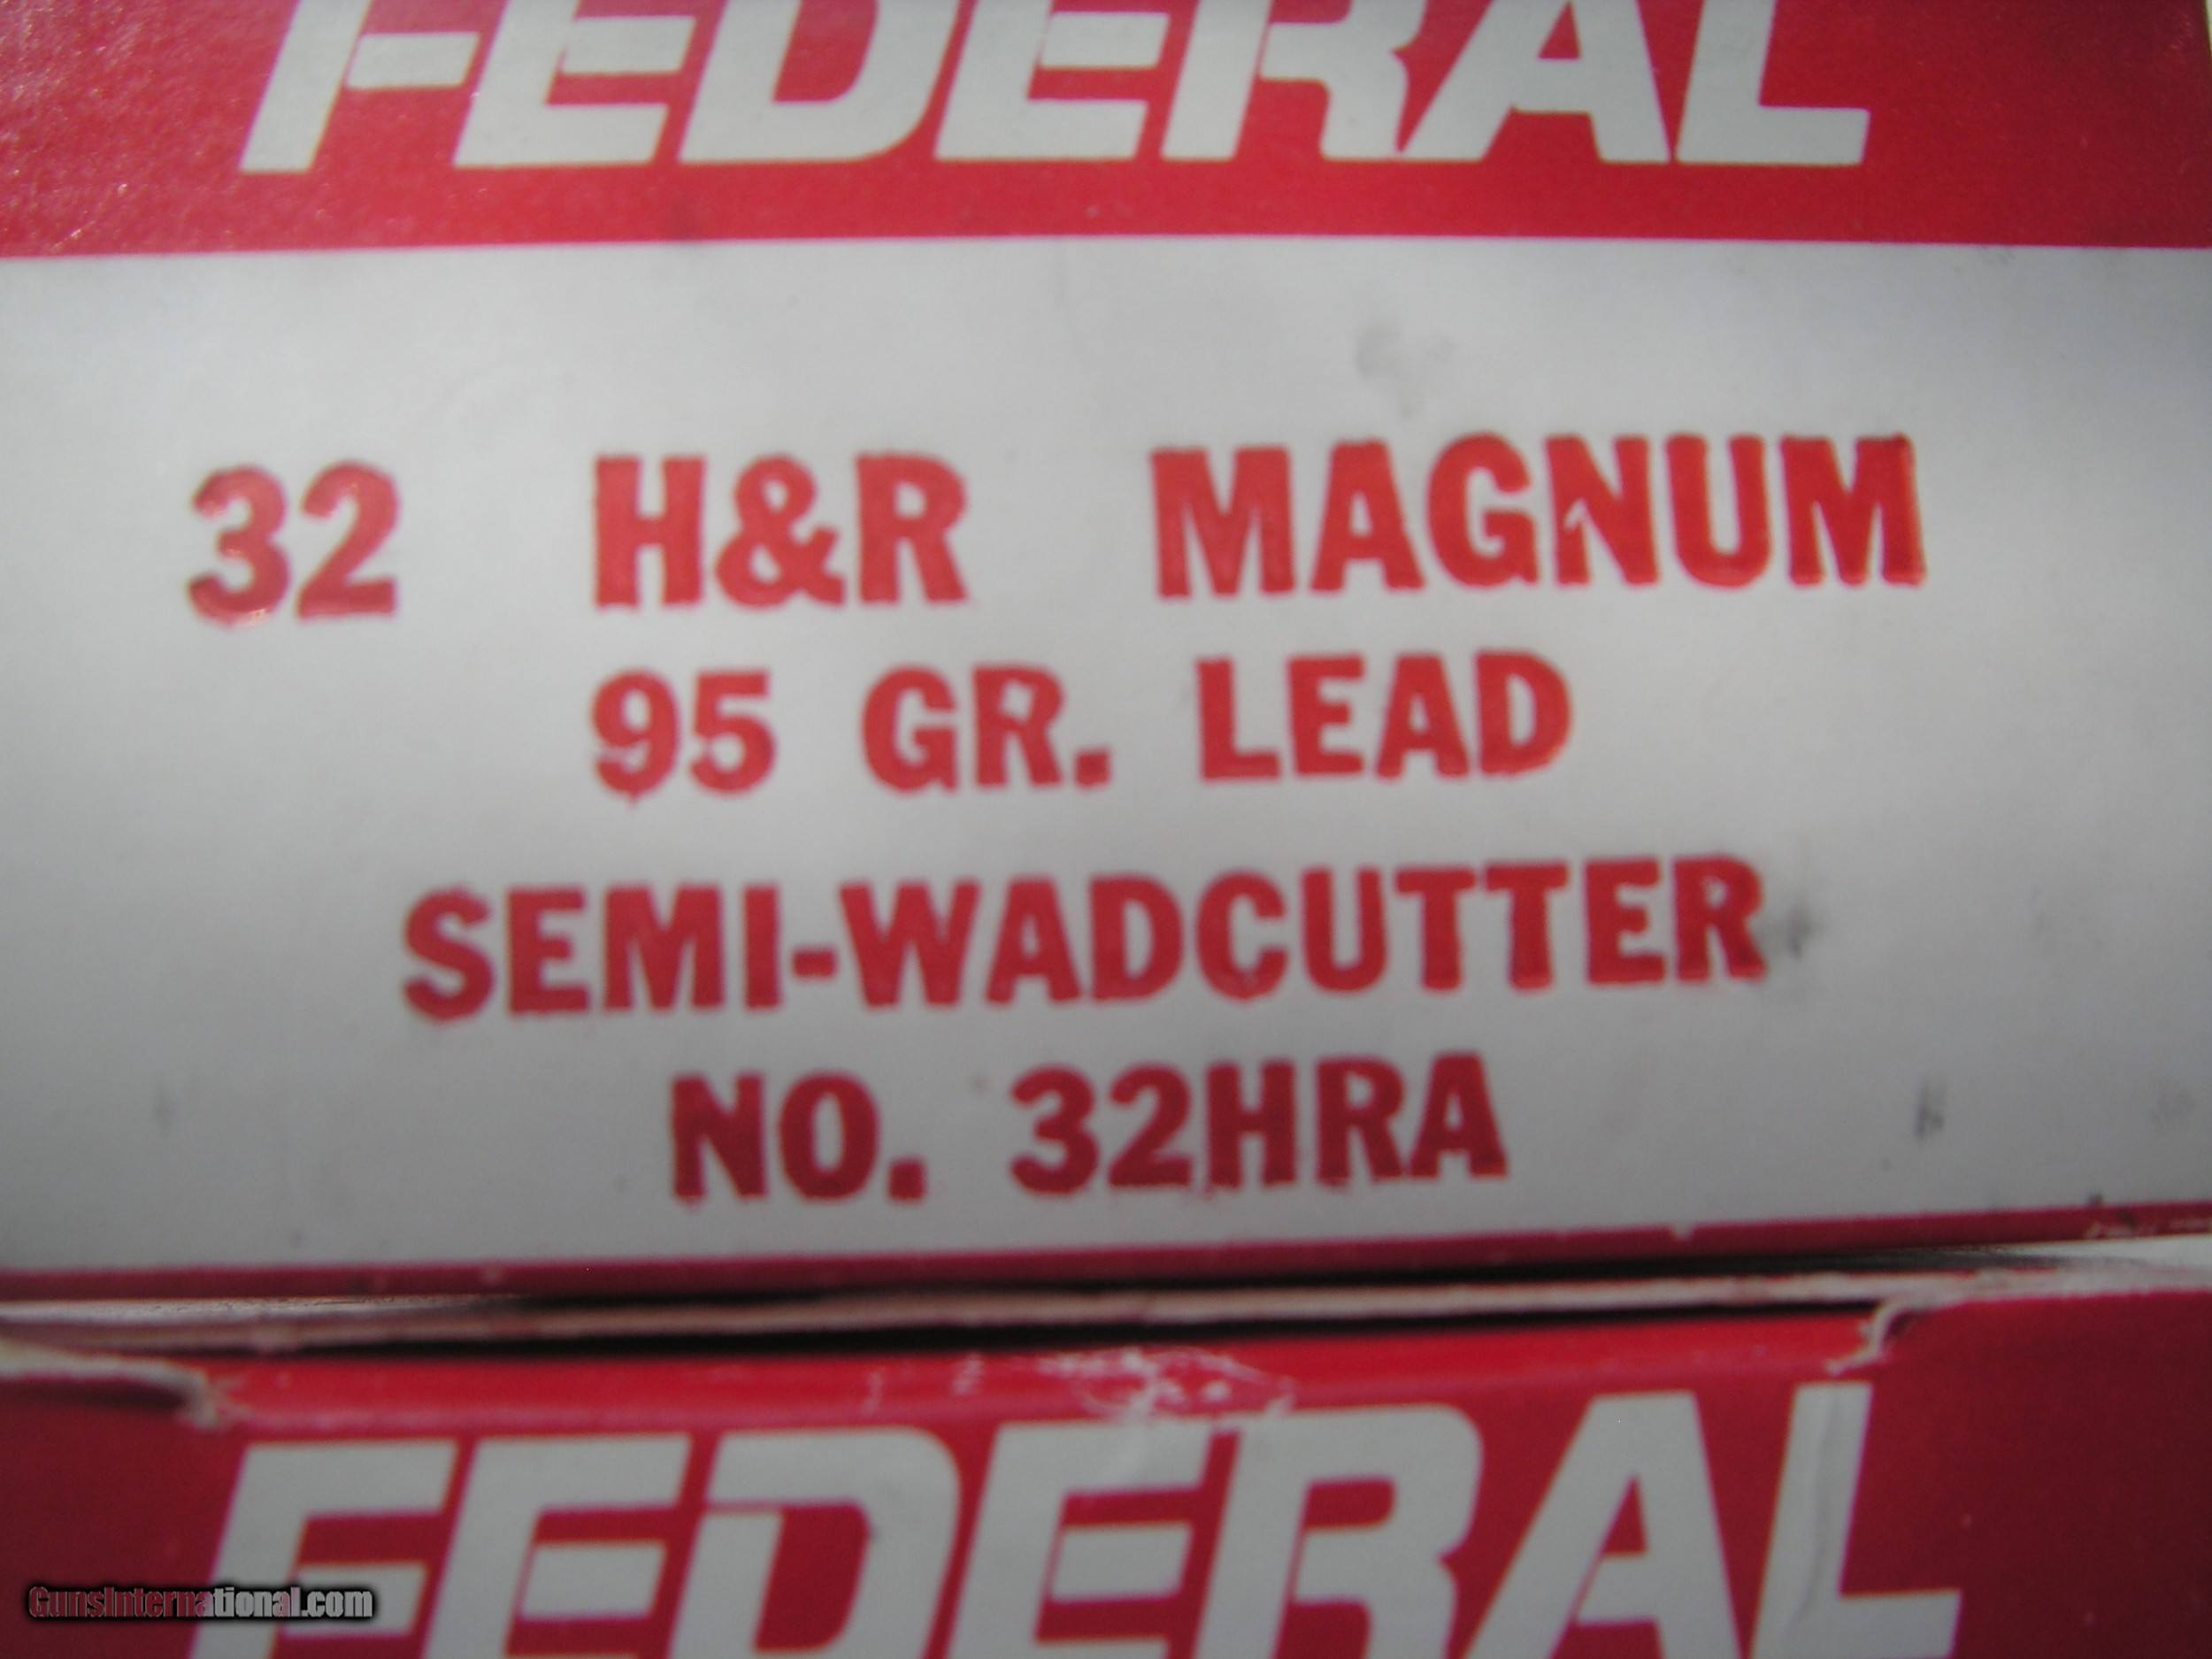 FEDERAL
32 H&R MAGNUM
95 GR. LEAD
SEMI-WADCUTTER
NO. 32HRA
FEDERAL
GunsInternational.com